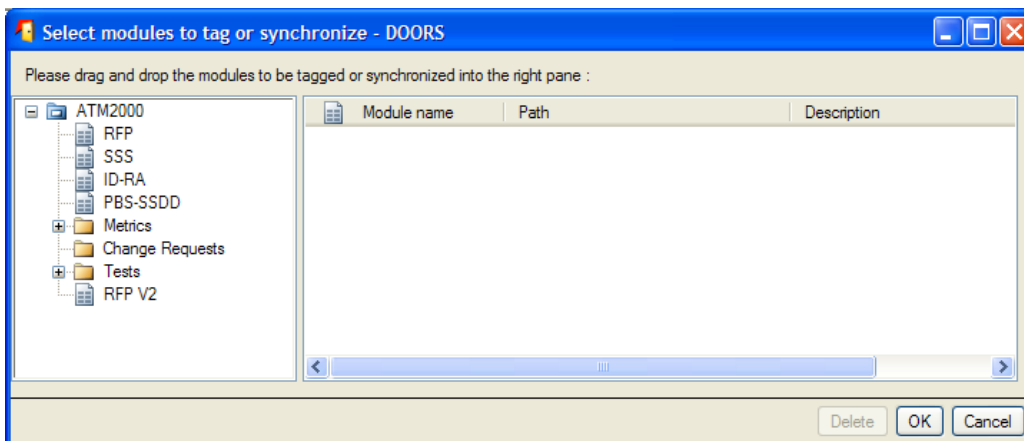 Select modules to tag or synchronize - DOORS
Please drag and drop the modules to be tagged or synchronized into the right pane :
ATM2000
RFP
SSS
ID-RA
PBS-SSDD
Metrics
Change Requests
Tests
RFP V2
Module name Path Description
Delete OK Cancel